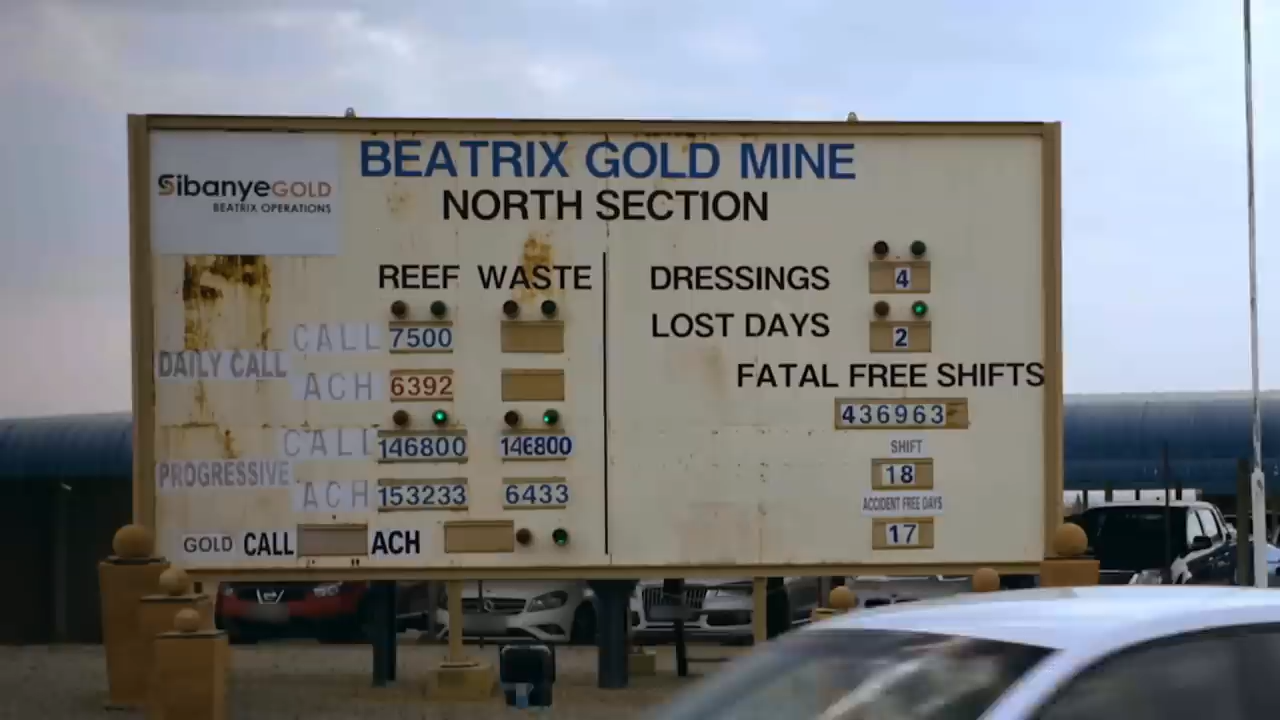 SibanyeGOLD
BEATRIX OPERATIONS
BEATRIX GOLD MINE
NORTH SECTION
REEF WASTE
DAILY CALL
CALL 7500
ACH 6392
PROGRESSIVE
CALL 146800 146800
ACH 153233 6433
GOLD CALL ACH
DRESSINGS 4
LOST DAYS 2
FATAL FREE SHIFTS
436963
SHIFT
18
ACCIDENT FREE DAYS
17